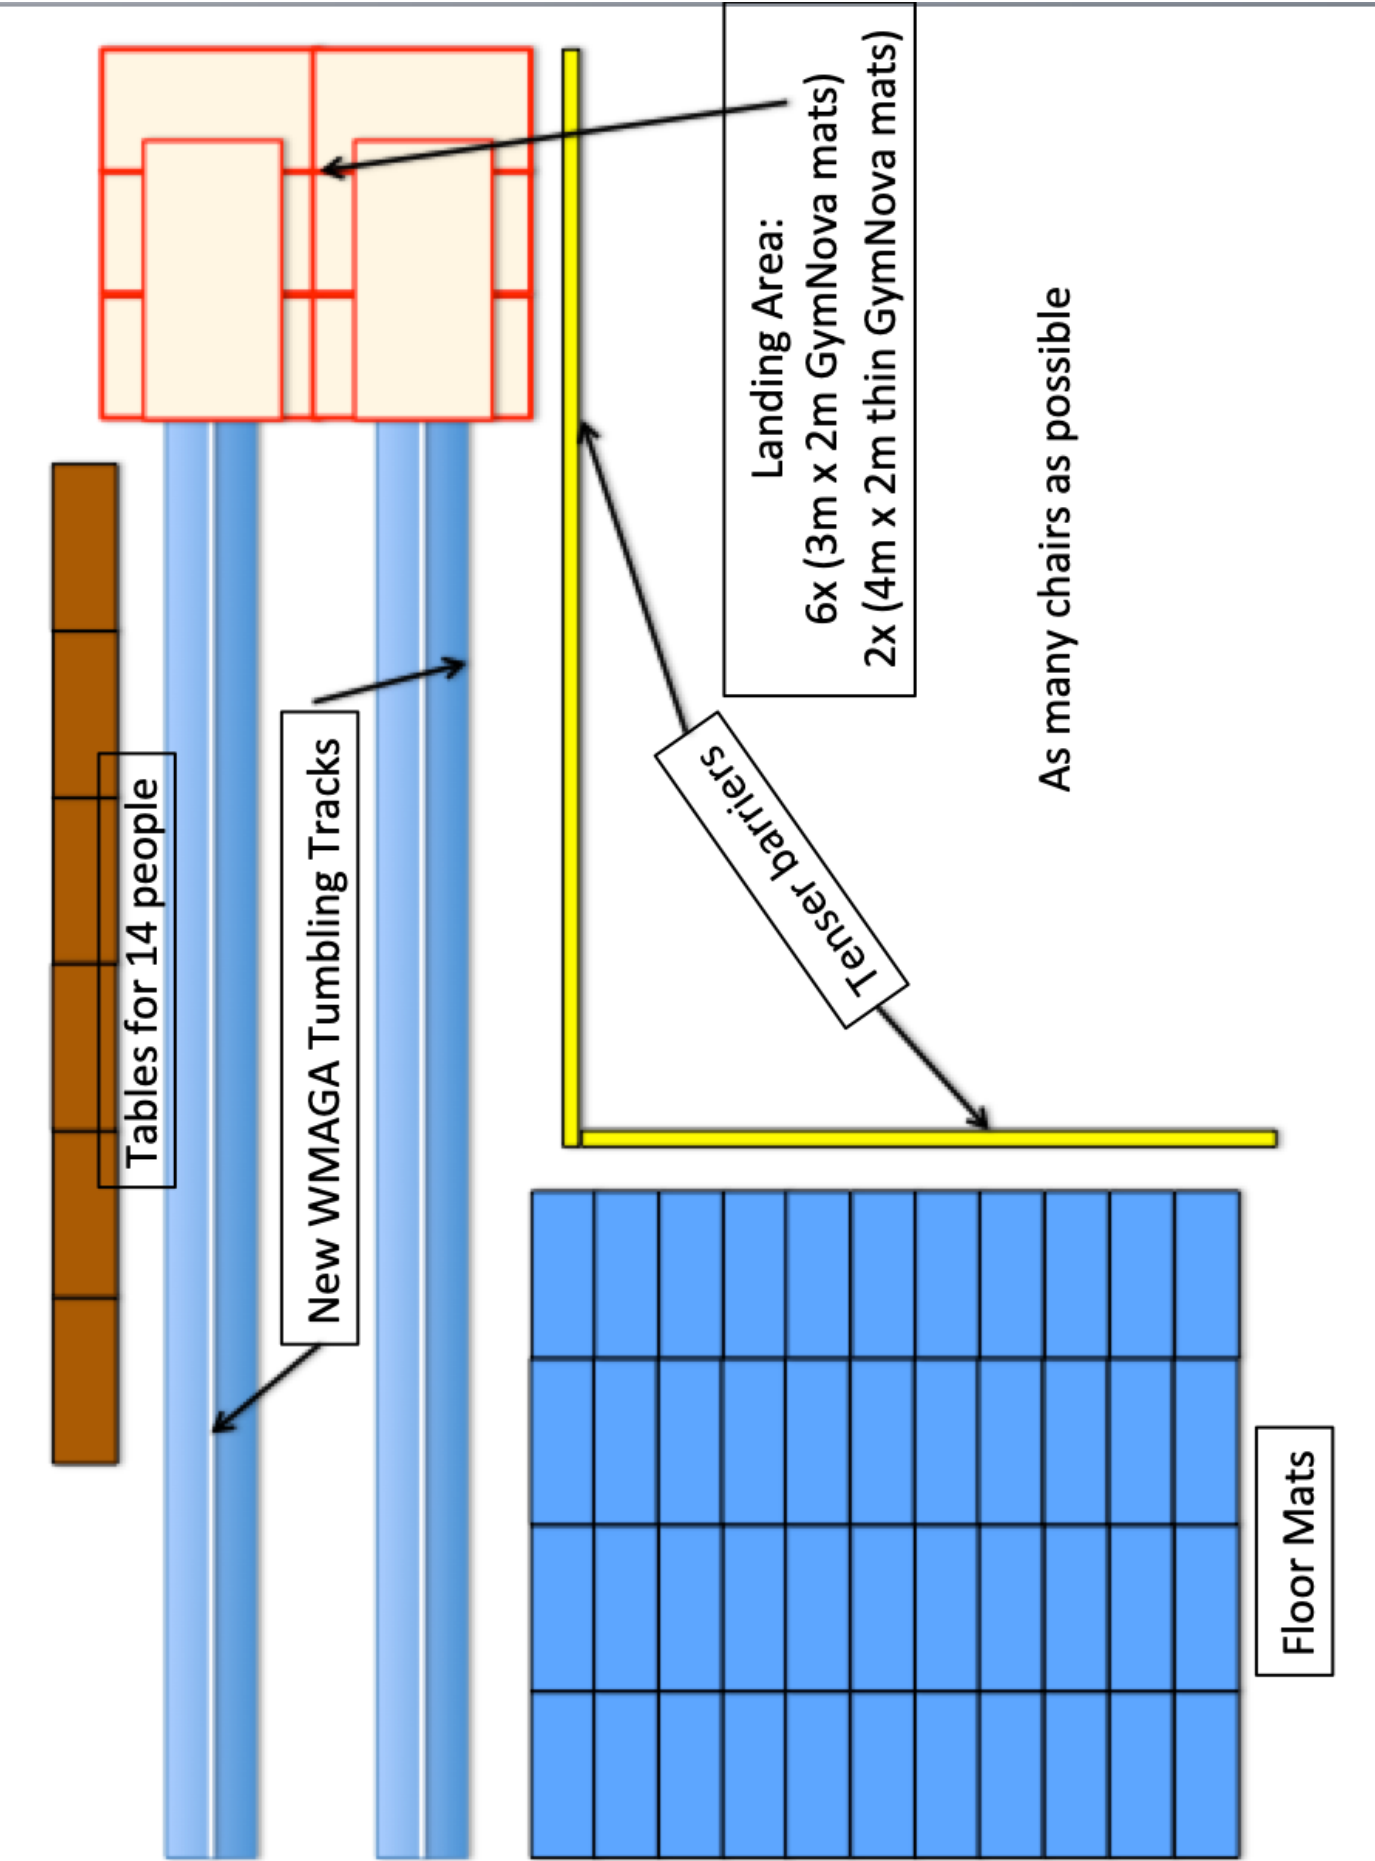 Tables for 14 people
New WMAGA Tumbling Tracks
Landing Area:
6x (3m x 2m GymNova mats)
2x (4m x 2m thin GymNova mats)
Tenser barriers
As many chairs as possible
Floor Mats